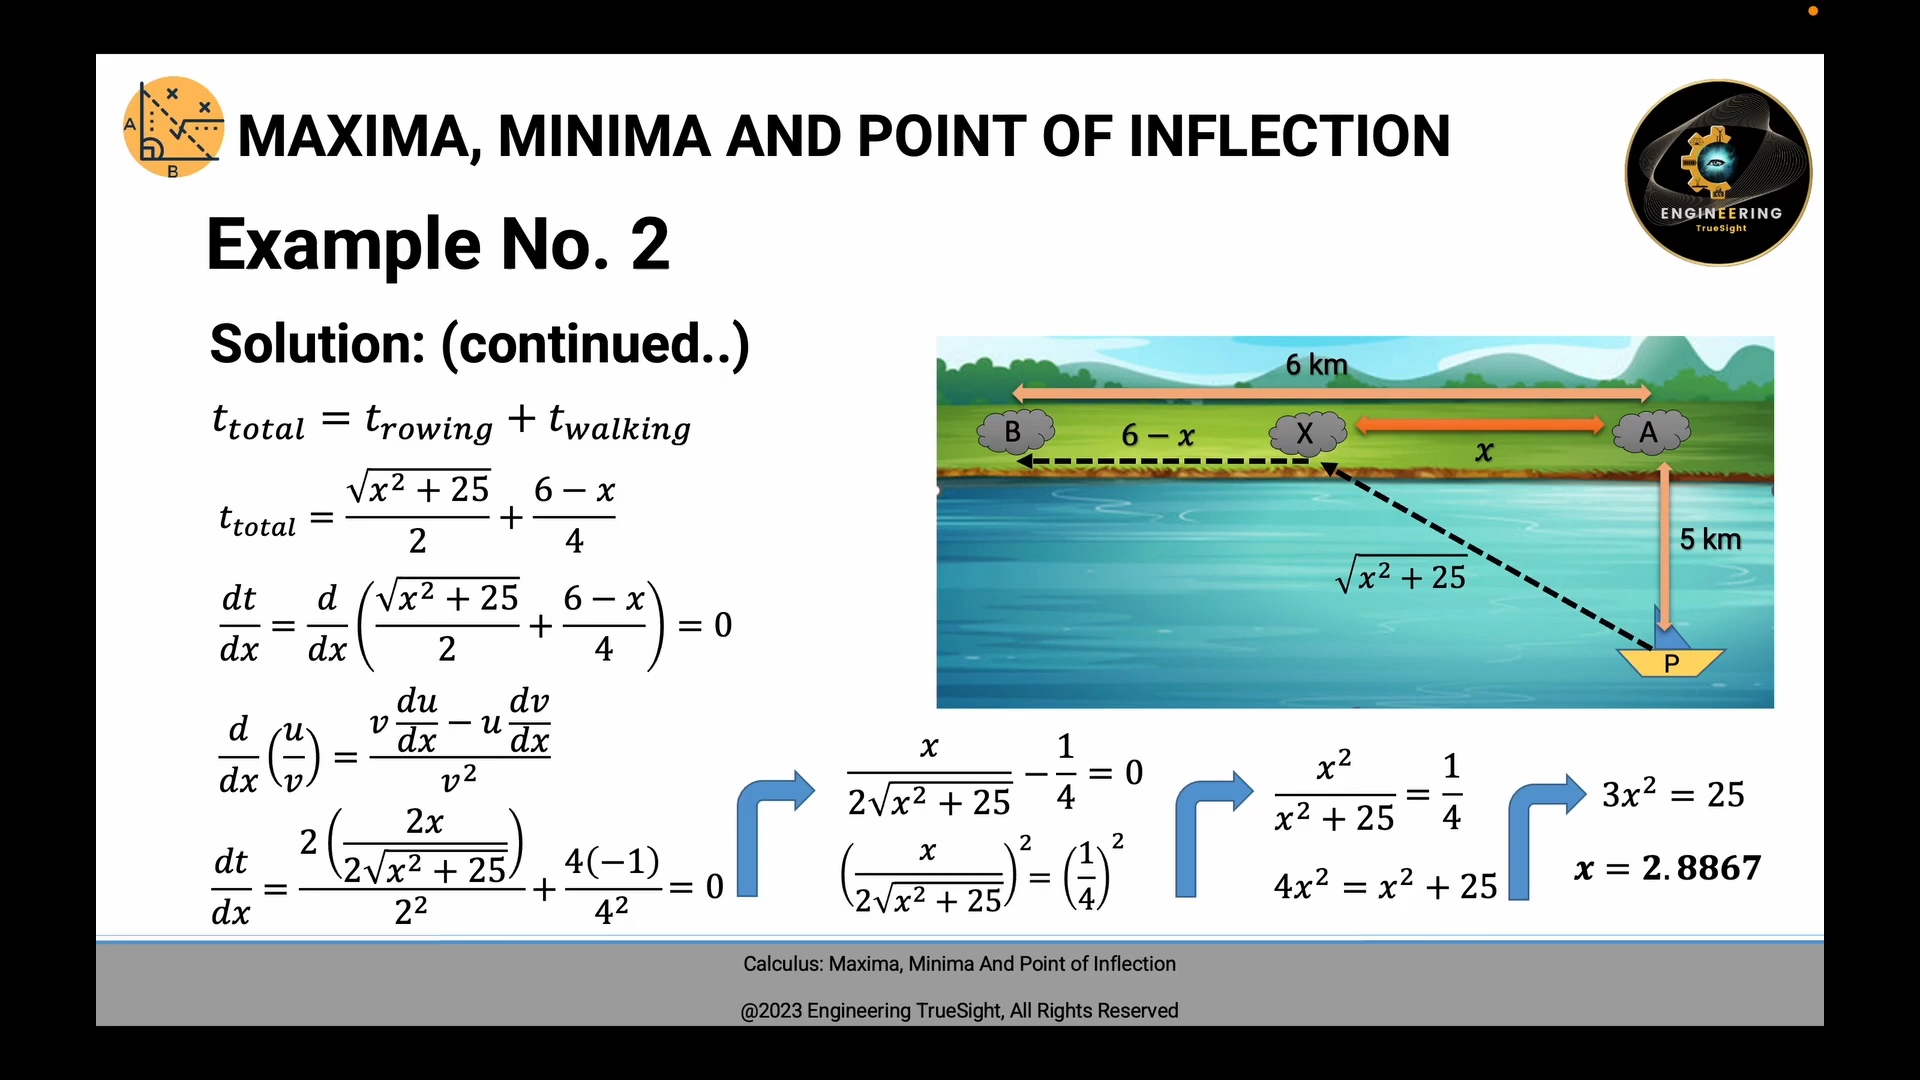 MAXIMA, MINIMA AND POINT OF INFLECTION
A
B
× ×
ENGINEERING
TrueSight
Example No. 2
Solution: (continued..)
t_total = t_rowing + t_walking
t_total = √(x² + 25)/2 + (6 − x)/4
dt/dx = d/dx (√(x² + 25)/2 + (6 − x)/4) = 0
d/dx (u/v) = (v du/dx − u dv/dx)/v²
dt/dx = 2(2x/(2√(x² + 25)))/2² + 4(−1)/4² = 0
6 km
B
X
A
6 − x
x
5 km
√(x² + 25)
P
x/(2√(x² + 25)) − 1/4 = 0
(x/(2√(x² + 25)))² = (1/4)²
x²/(x² + 25) = 1/4
4x² = x² + 25
3x² = 25
x = 2.8867
Calculus: Maxima, Minima And Point of Inflection
@2023 Engineering TrueSight, All Rights Reserved